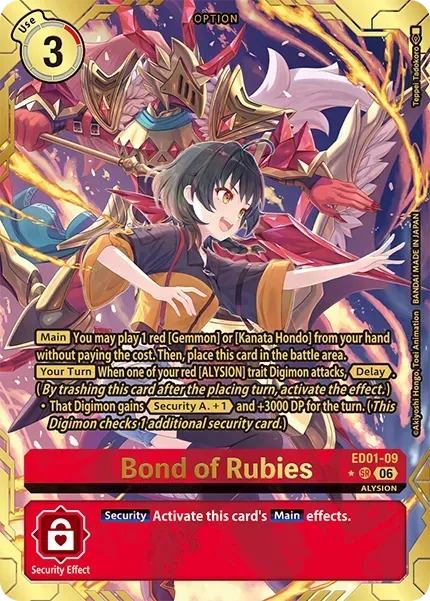 Use
3
OPTION
Teppei Tadokoro
Main You may play 1 red [Gemmon] or [Kanata Hondo] from your hand
without paying the cost. Then, place this card in the battle area.
Your Turn When one of your red [ALYSION] trait Digimon attacks, Delay .
(By trashing this card after the placing turn, activate the effect.)
• That Digimon gains Security A. +1 and +3000 DP for the turn. (This
Digimon checks 1 additional security card.)
©Akiyoshi Hongo, Toei Animation BANDAI MADE IN JAPAN
Bond of Rubies
ED01-09
SR 06
ALYSION
Security Activate this card's Main effects.
Security Effect